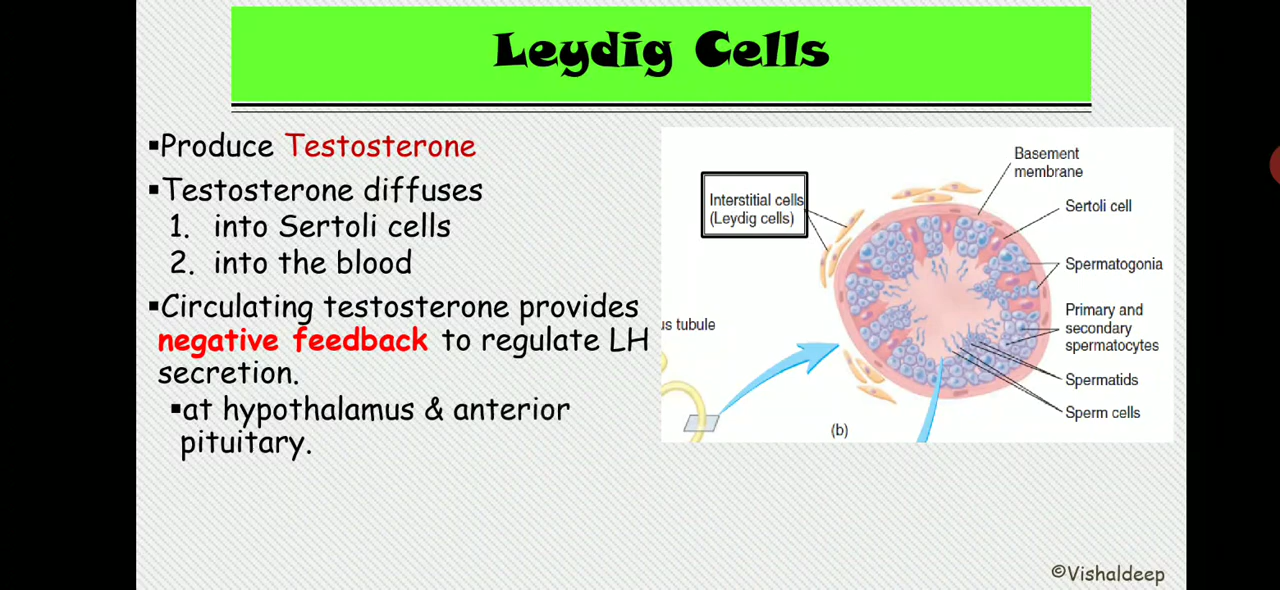 Leydig Cells
▪Produce Testosterone
▪Testosterone diffuses
1. into Sertoli cells
2. into the blood
▪Circulating testosterone provides
negative feedback to regulate LH
secretion.
▪at hypothalamus & anterior
pituitary.
Interstitial cells
(Leydig cells)
Basement
membrane
Sertoli cell
Spermatogonia
Primary and
secondary
spermatocytes
Spermatids
Sperm cells
us tubule
(b)
©Vishaldeep